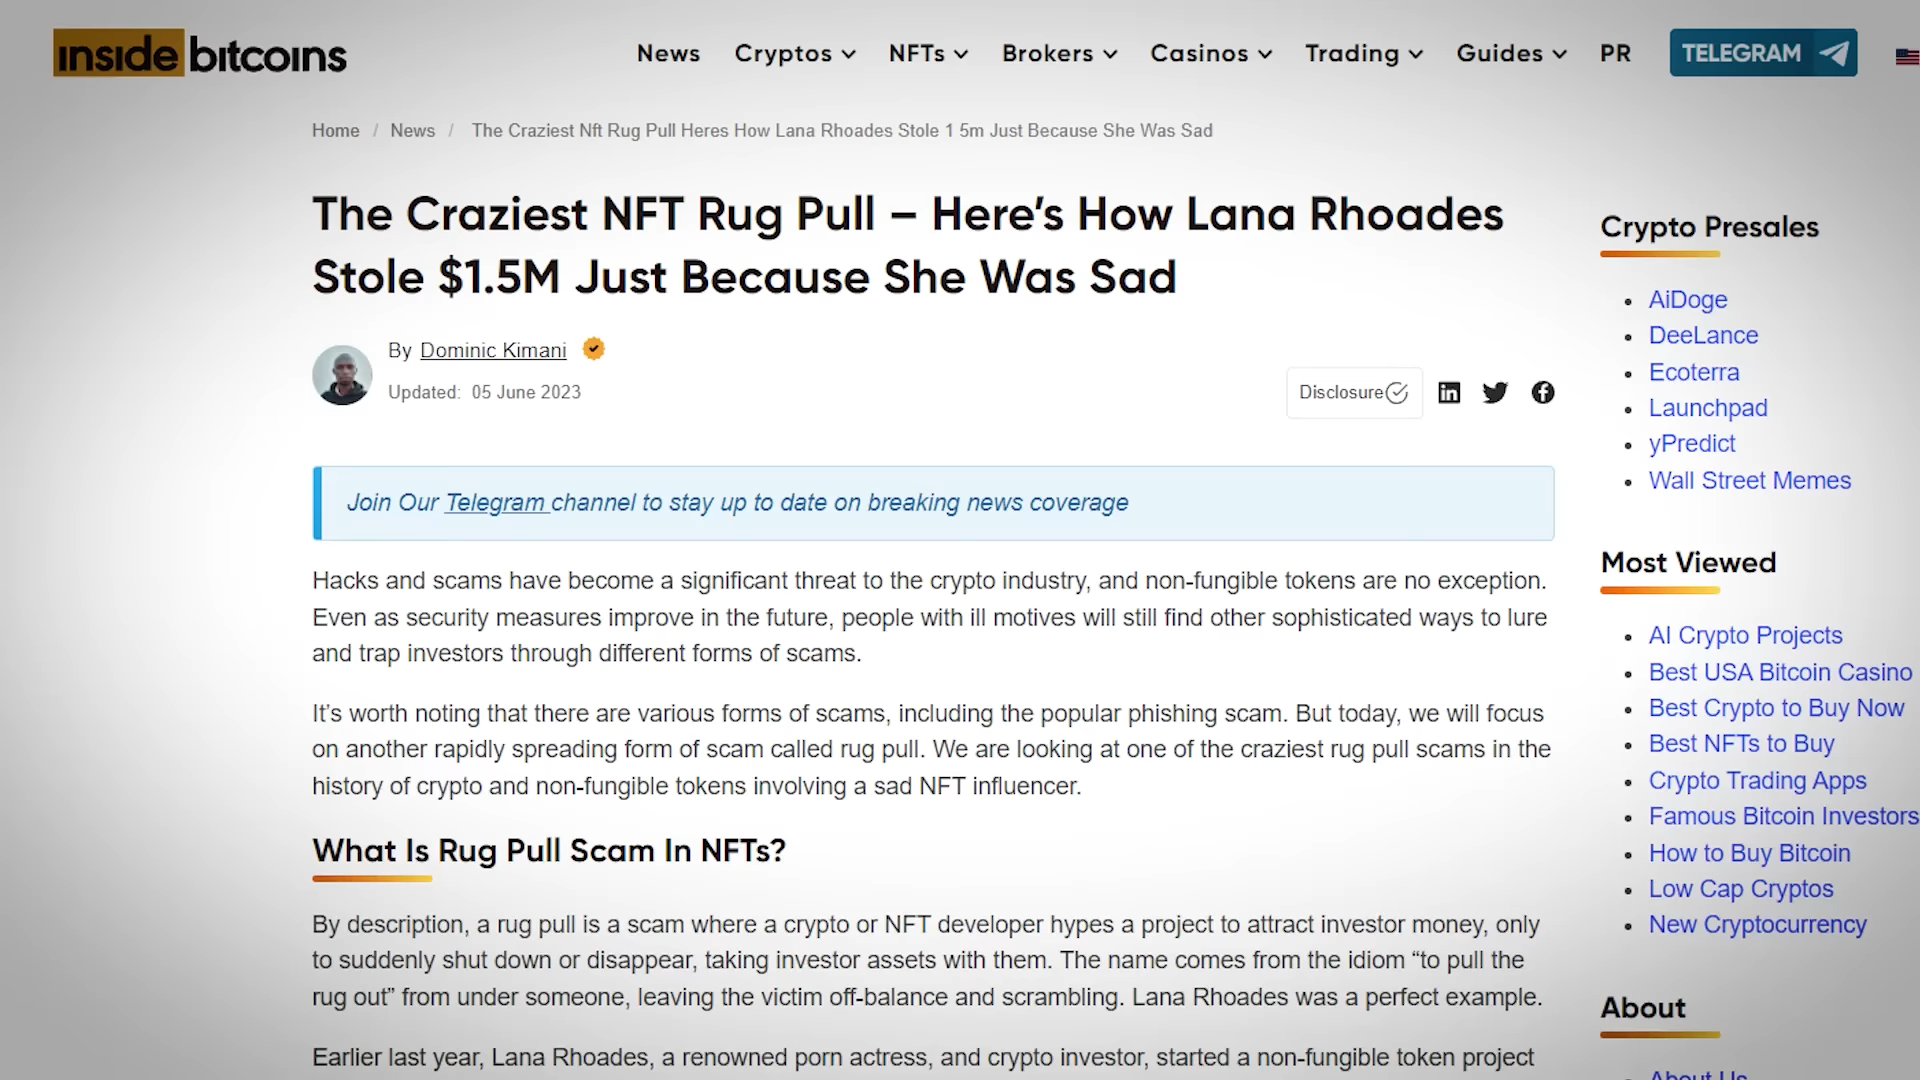 inside bitcoins
News Cryptos NFTs Brokers Casinos Trading Guides PR TELEGRAM
Home / News / The Craziest Nft Rug Pull Heres How Lana Rhoades Stole 1 5m Just Because She Was Sad
The Craziest NFT Rug Pull – Here’s How Lana Rhoades
Stole $1.5M Just Because She Was Sad
By Dominic Kimani
Updated: 05 June 2023
Disclosure
Join Our Telegram channel to stay up to date on breaking news coverage
Hacks and scams have become a significant threat to the crypto industry, and non-fungible tokens are no exception.
Even as security measures improve in the future, people with ill motives will still find other sophisticated ways to lure
and trap investors through different forms of scams.
It’s worth noting that there are various forms of scams, including the popular phishing scam. But today, we will focus
on another rapidly spreading form of scam called rug pull. We are looking at one of the craziest rug pull scams in the
history of crypto and non-fungible tokens involving a sad NFT influencer.
What Is Rug Pull Scam In NFTs?
By description, a rug pull is a scam where a crypto or NFT developer hypes a project to attract investor money, only
to suddenly shut down or disappear, taking investor assets with them. The name comes from the idiom “to pull the
rug out” from under someone, leaving the victim off-balance and scrambling. Lana Rhoades was a perfect example.
Earlier last year, Lana Rhoades, a renowned porn actress, and crypto investor, started a non-fungible token project
Crypto Presales
AiDoge
DeeLance
Ecoterra
Launchpad
yPredict
Wall Street Memes
Most Viewed
AI Crypto Projects
Best USA Bitcoin Casino
Best Crypto to Buy Now
Best NFTs to Buy
Crypto Trading Apps
Famous Bitcoin Investors
How to Buy Bitcoin
Low Cap Cryptos
New Cryptocurrency
About
About Us